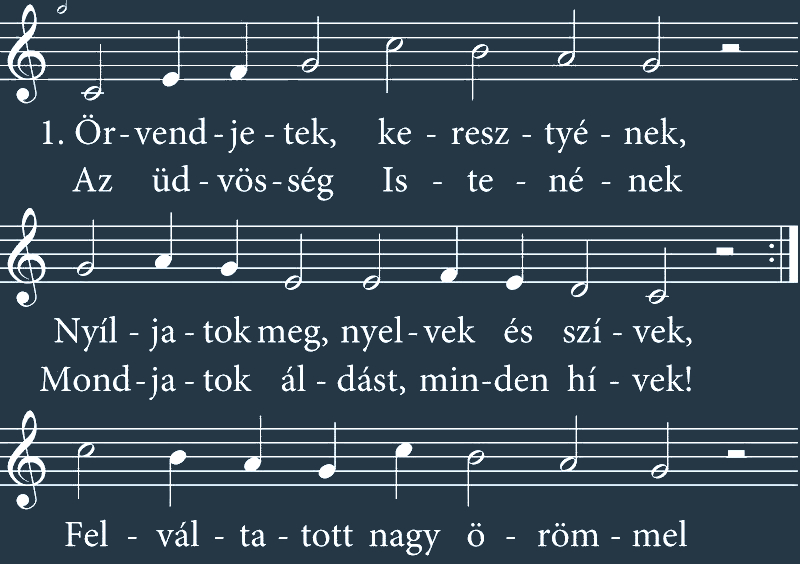 1. Ör - vend - je - tek, ke - resz - tyé - nek,
Az üd - vös - ség Is - te - né - nek
Nyíl - ja - tok meg, nyel - vek és szí - vek,
Mond - ja - tok ál - dást, min - den hí - vek!
Fel - vál - ta - tott nagy ö - röm - mel